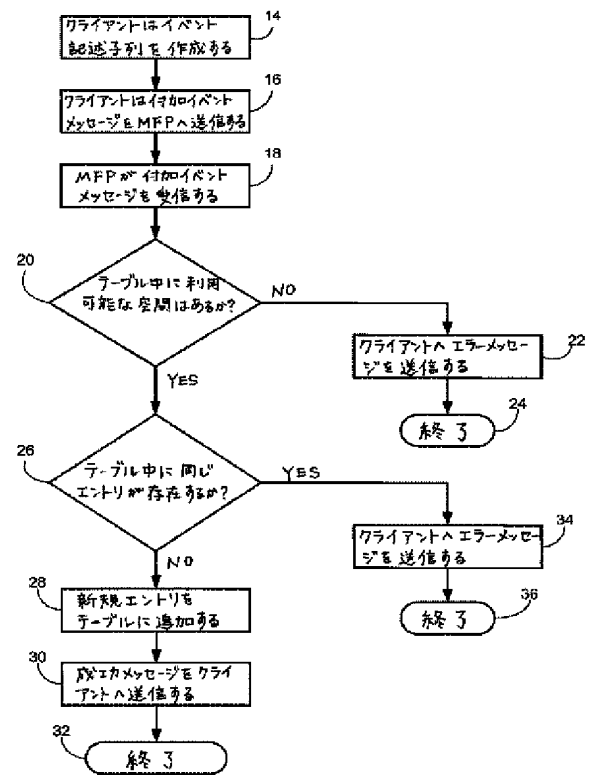 14
クライアントはイベント
記述子列を作成する
16
クライアントは付加イベント
メッセージをMFPへ送信する
18
MFPが付加イベント
メッセージを受信する
20
テーブル中に利用
可能な空間はあるか?
NO
22
クライアントへエラーメッセー
ジを送信する
24
終了
YES
26
テーブル中に同じ
エントリが存在するか?
YES
34
クライアントへエラーメッセー
ジを送信する
36
終了
NO
28
新規エントリを
テーブルに追加する
30
成功メッセージをクライ
アントへ送信する
32
終了